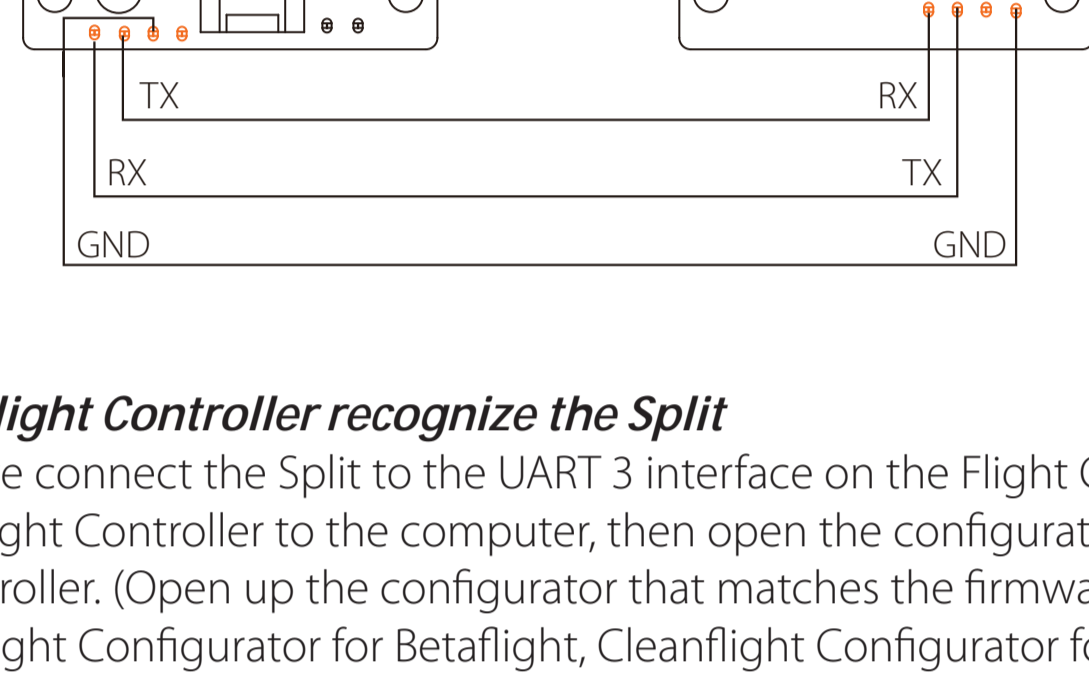 TX RX
RX TX
GND GND
light Controller recognize the Split
e connect the Split to the UART 3 interface on the Flight
ght Controller to the computer, then open the configurat
roller. (Open up the configurator that matches the firmwa
ght Configurator for Betaflight, Cleanflight Configurator fo